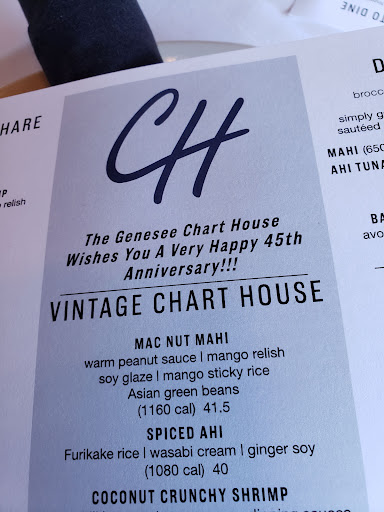 TO DINE
CH
The Genesee Chart House
Wishes You A Very Happy 45th
Anniversary!!!
VINTAGE CHART HOUSE
MAC NUT MAHI
warm peanut sauce | mango relish
soy glaze | mango sticky rice
Asian green beans
(1160 cal) 41.5
SPICED AHI
Furikake rice | wasabi cream | ginger soy
(1080 cal) 40
COCONUT CRUNCHY SHRIMP
HARE
relish
D
brocc
simply g
sautéed
MAHI (650
AHI TUNA
BA
avo